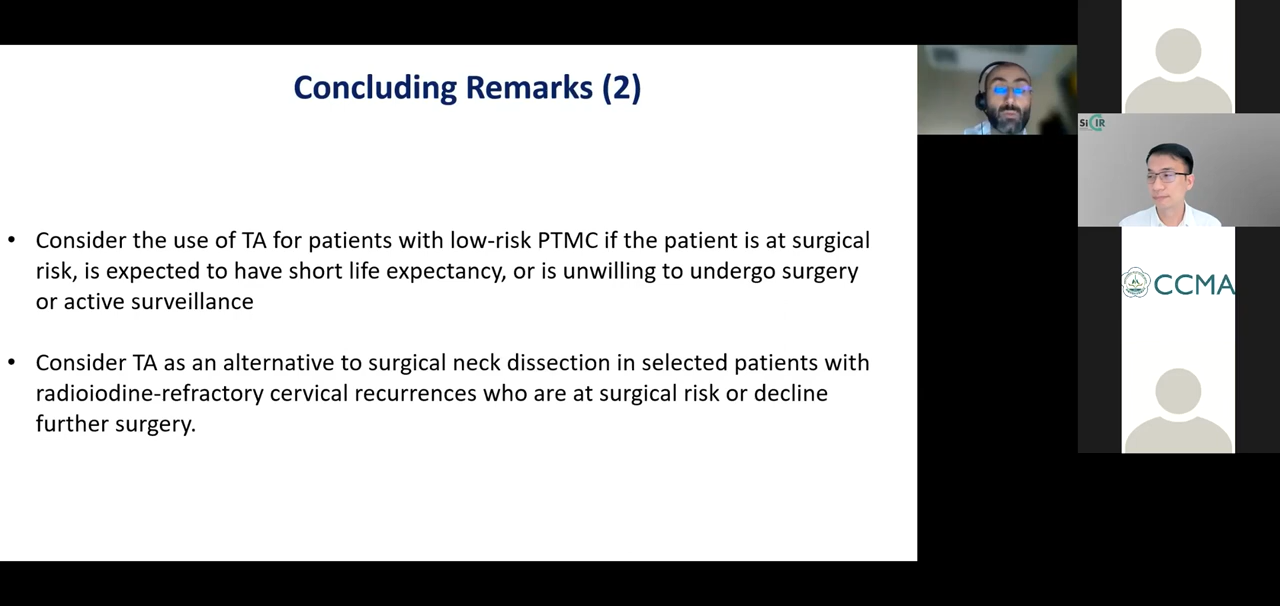 Concluding Remarks (2)
• Consider the use of TA for patients with low-risk PTMC if the patient is at surgical
risk, is expected to have short life expectancy, or is unwilling to undergo surgery
or active surveillance
• Consider TA as an alternative to surgical neck dissection in selected patients with
radioiodine-refractory cervical recurrences who are at surgical risk or decline
further surgery.
SiCIR
CCMA